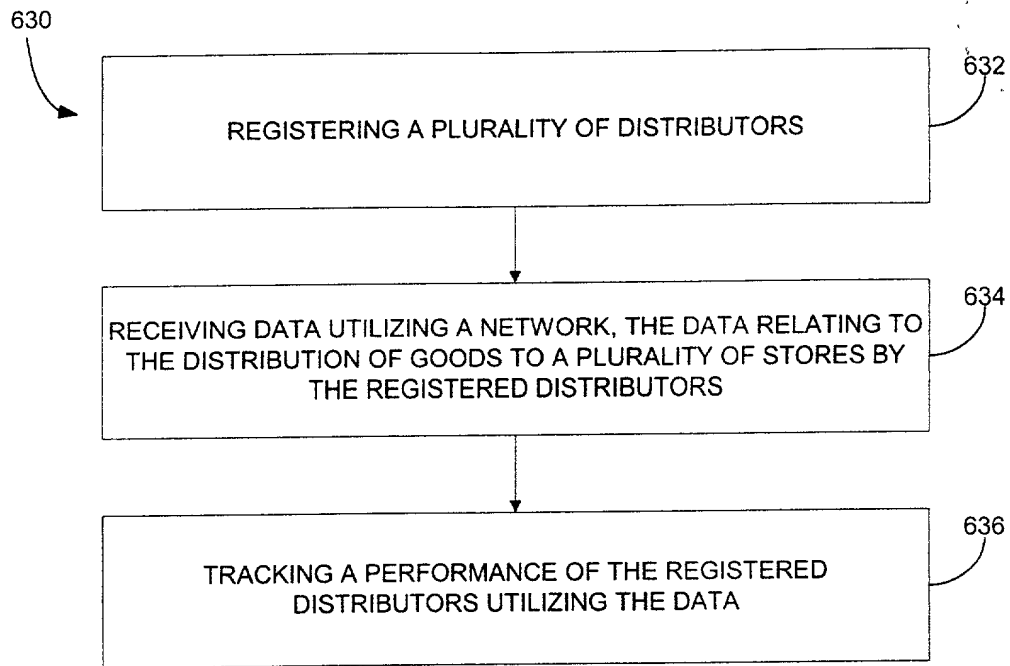 630
632
REGISTERING A PLURALITY OF DISTRIBUTORS
634
RECEIVING DATA UTILIZING A NETWORK, THE DATA RELATING TO
THE DISTRIBUTION OF GOODS TO A PLURALITY OF STORES BY
THE REGISTERED DISTRIBUTORS
636
TRACKING A PERFORMANCE OF THE REGISTERED
DISTRIBUTORS UTILIZING THE DATA